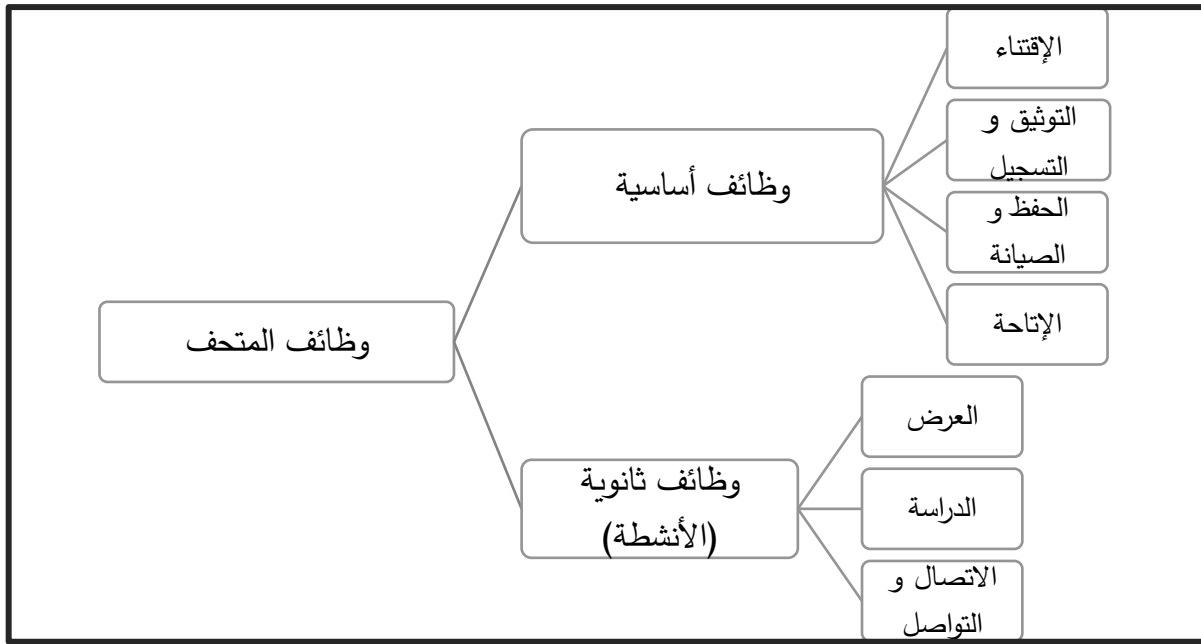 وظائف المتحف
وظائف أساسية
الإقتناء
التوثيق و
التسجيل
الحفظ و
الصيانة
الإتاحة
وظائف ثانوية
(الأنشطة)
العرض
الدراسة
الاتصال و
التواصل